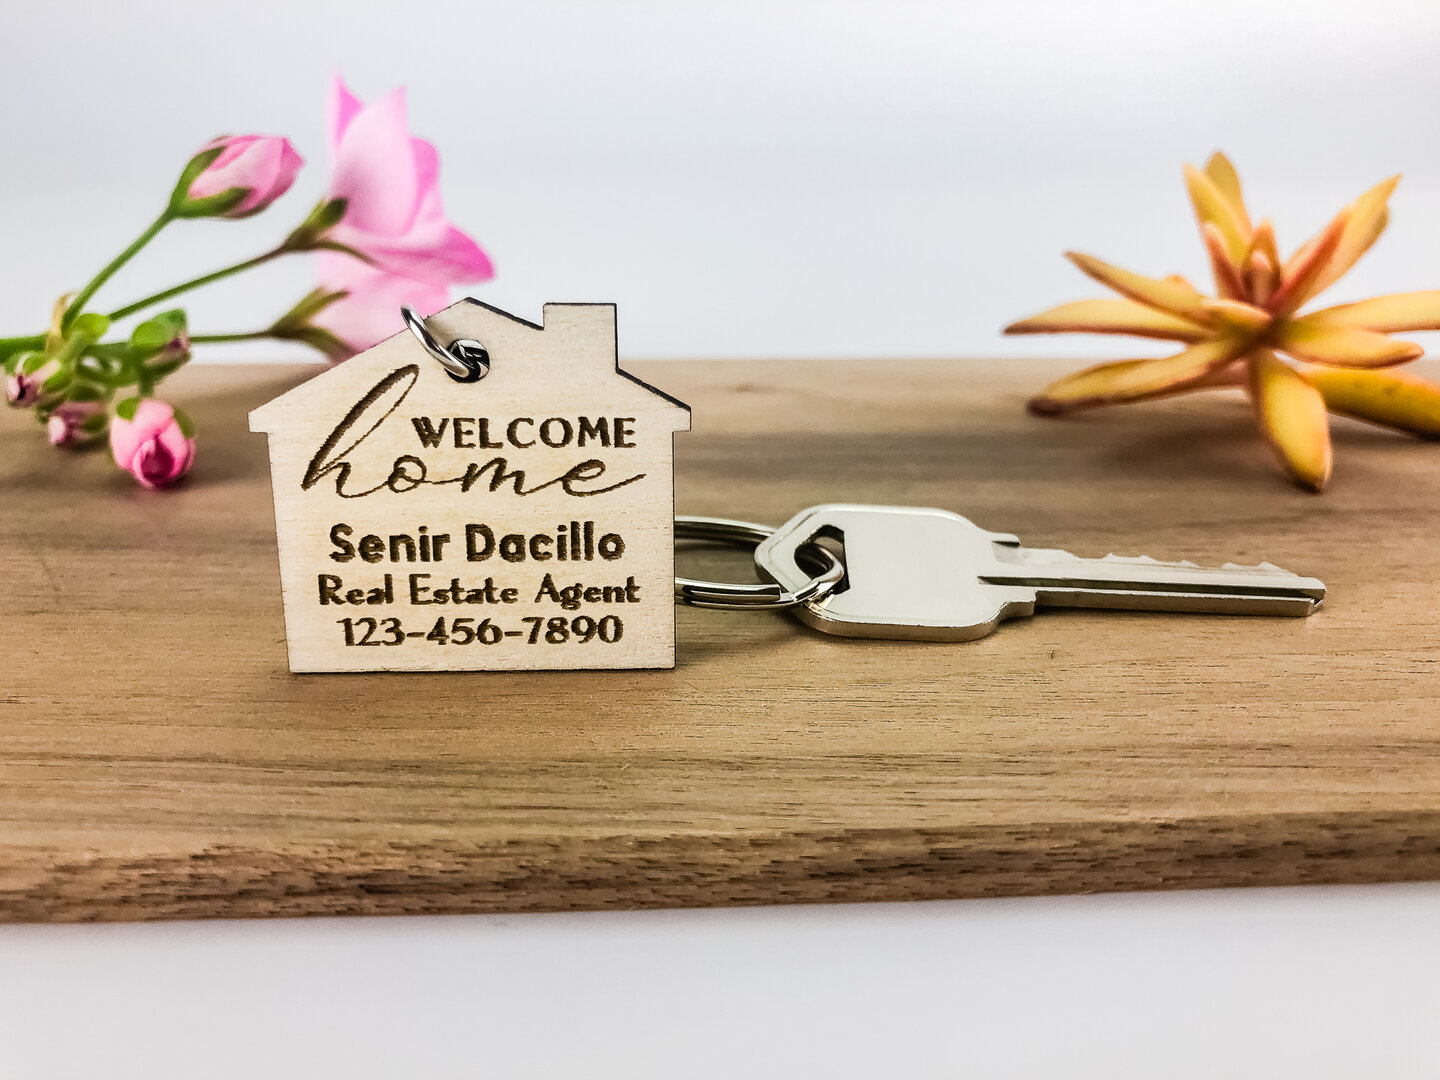 WELCOME
home
Senir Dacillo
Real Estate Agent
123-456-7890